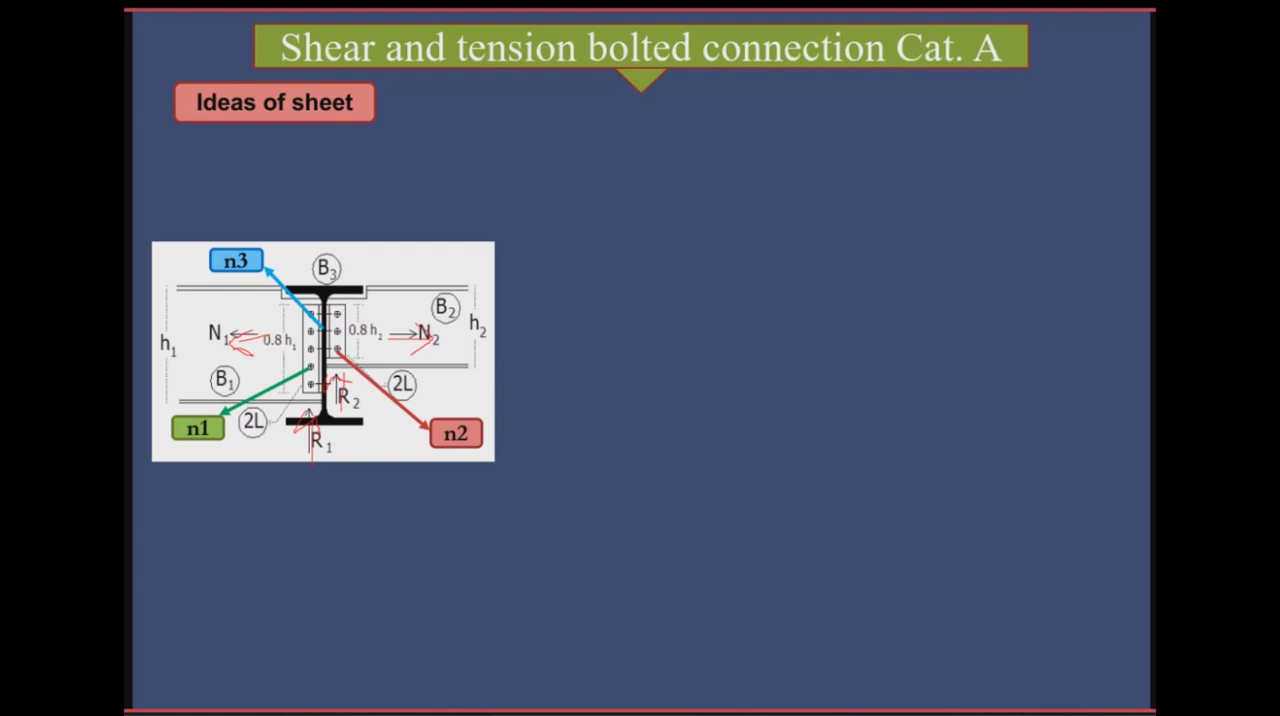 Shear and tension bolted connection Cat. A
Ideas of sheet
n3
B3
B2
N1
0.8 h1
0.8 h2
N2
h1
h2
B1
2L
R2
n1
2L
n2
R1